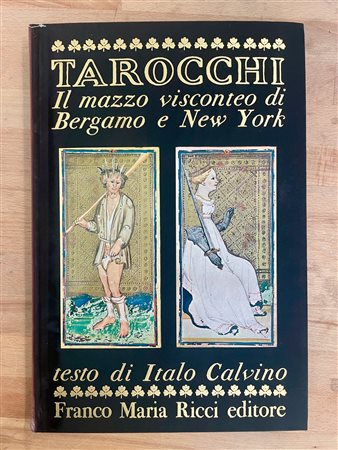 TAROCCHI
Il mazzo visconteo di
Bergamo e New York
testo di Italo Calvino
Franco Maria Ricci editore